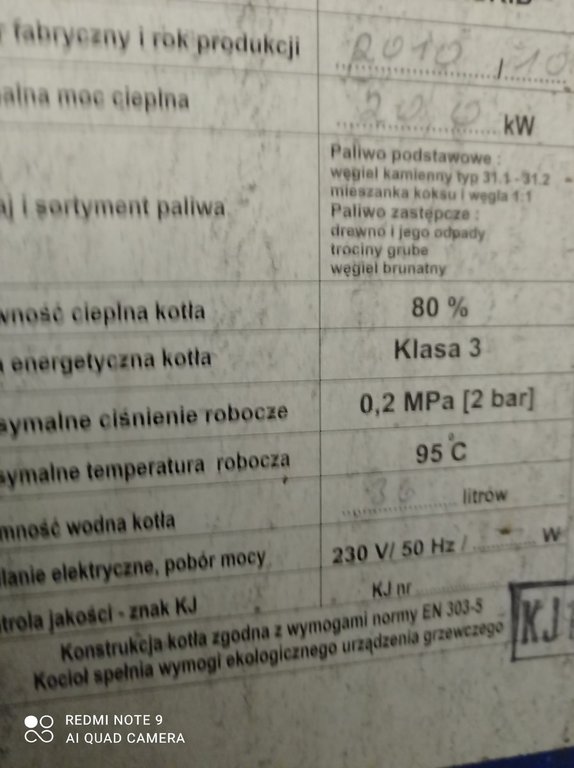 fabryczny i rok produkcji 2010 / 10
alna moc cieplna kW
Paliwo podstawowe :
węgiel kamienny typ 31.1 - 31.2
mieszanka koksu i węgla 1:1
aj i sortyment paliwa
Paliwo zastępcze :
drewno i jego odpady
trociny grube
węgiel brunatny
wność cieplna kotła 80 %
a energetyczna kotła Klasa 3
symalne ciśnienie robocze 0,2 MPa [2 bar]
symalne temperatura robocza 95°C
mność wodna kotła litrów
ilanie elektryczne, pobór mocy 230 V/ 50 Hz / W
trola jakości - znak KJ KJ nr
Konstrukcja kotła zgodna z wymogami normy EN 303-5
Kocioł spełnia wymogi ekologicznego urządzenia grzewczego
KJ
REDMI NOTE 9
AI QUAD CAMERA